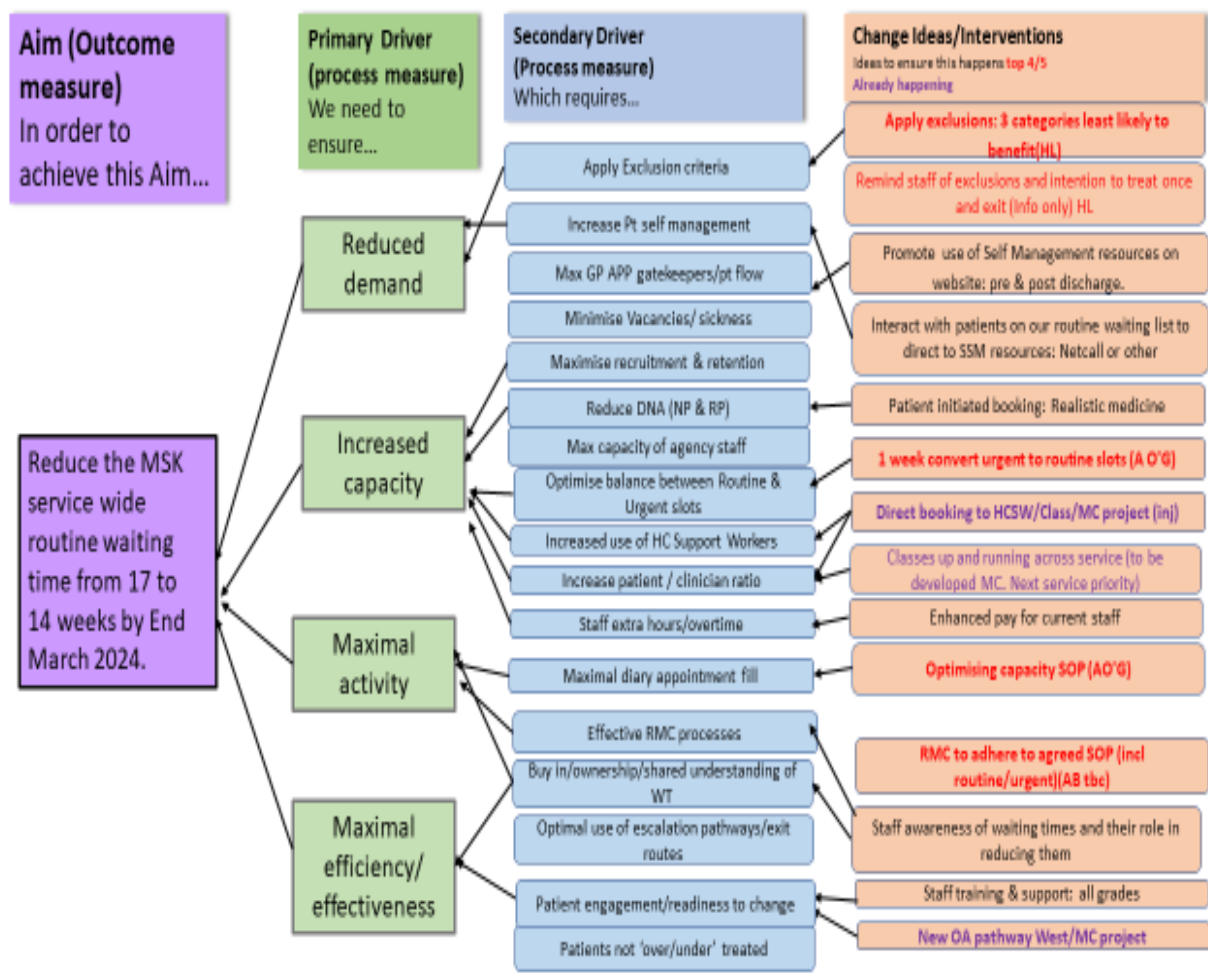 Aim (Outcome
measure)
In order to
achieve this Aim...
Primary Driver
(process measure)
We need to
ensure...
Secondary Driver
(Process measure)
Which requires...
Change Ideas/Interventions
Ideas to ensure this happens top 4/5
Already happening
Reduce the MSK
service wide
routine waiting
time from 17 to
14 weeks by End
March 2024.
Reduced
demand
Increased
capacity
Maximal
activity
Maximal
efficiency/
effectiveness
Apply Exclusion criteria
Increase Pt self management
Max GP APP gatekeepers/pt flow
Minimise Vacancies/ sickness
Maximise recruitment & retention
Reduce DNA (NP & RP)
Max capacity of agency staff
Optimise balance between Routine &
Urgent slots
Increased use of HC Support Workers
Increase patient / clinician ratio
Staff extra hours/overtime
Maximal diary appointment fill
Effective RMC processes
Buy in/ownership/shared understanding of
WT
Optimal use of escalation pathways/exit
routes
Patient engagement/readiness to change
Patients not 'over/under' treated
Apply exclusions: 3 categories least likely to
benefit(HL)
Remind staff of exclusions and intention to treat once
and exit (Info only) HL
Promote use of Self Management resources on
website: pre & post discharge.
Interact with patients on our routine waiting list to
direct to SSM resources: Netcall or other
Patient initiated booking: Realistic medicine
1 week convert urgent to routine slots (A O'G)
Direct booking to HCSW/Class/MC project (inj)
Classes up and running across service (to be
developed MC. Next service priority)
Enhanced pay for current staff
Optimising capacity SOP (AO'G)
RMC to adhere to agreed SOP (incl
routine/urgent)(AB tbc)
Staff awareness of waiting times and their role in
reducing them
Staff training & support: all grades
New OA pathway West/MC project